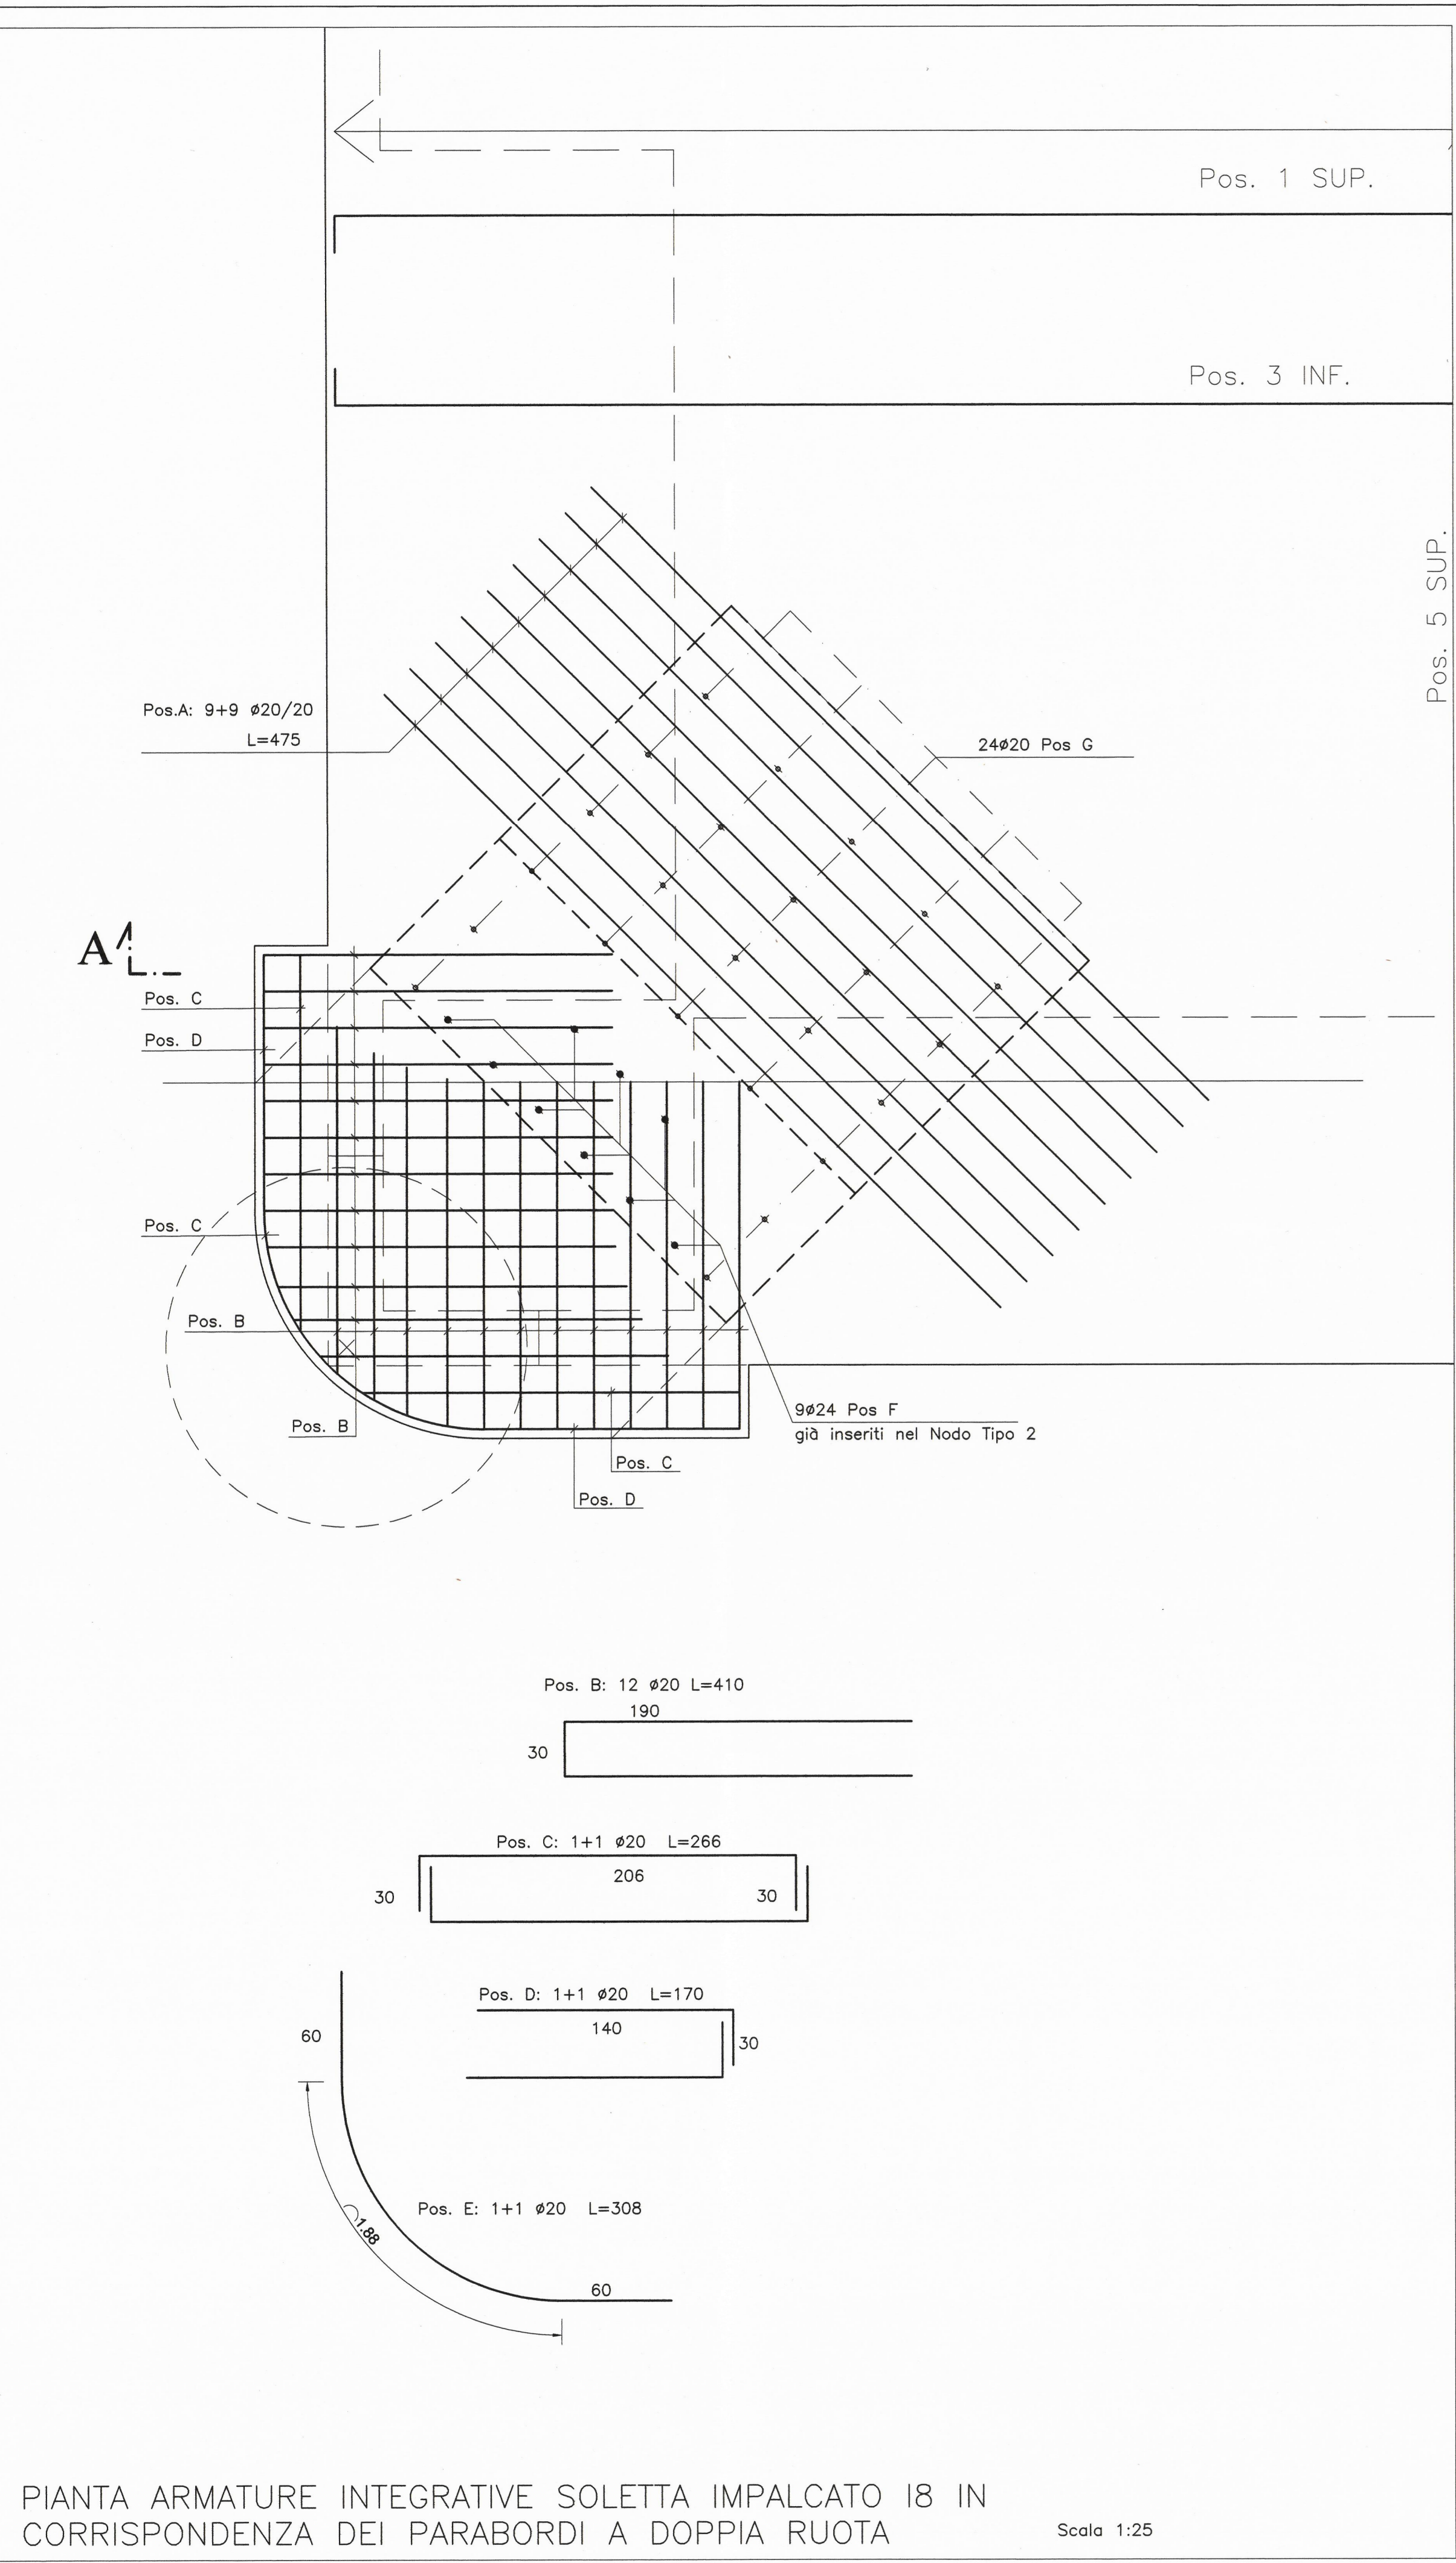 Pos. 1 SUP.
Pos. 3 INF.
Pos. 5 SUP.
Pos.A: 9+9 ø20/20
L=475
24ø20 Pos G
A
Pos. C
Pos. D
Pos. C
Pos. B
Pos. B
9ø24 Pos F
già inseriti nel Nodo Tipo 2
Pos. C
Pos. D
Pos. B: 12 ø20 L=410
190
30
Pos. C: 1+1 ø20 L=266
206
30
30
Pos. D: 1+1 ø20 L=170
140
30
60
Pos. E: 1+1 ø20 L=308
1.88
60
PIANTA ARMATURE INTEGRATIVE SOLETTA IMPALCATO I8 IN
CORRISPONDENZA DEI PARABORDI A DOPPIA RUOTA
Scala 1:25